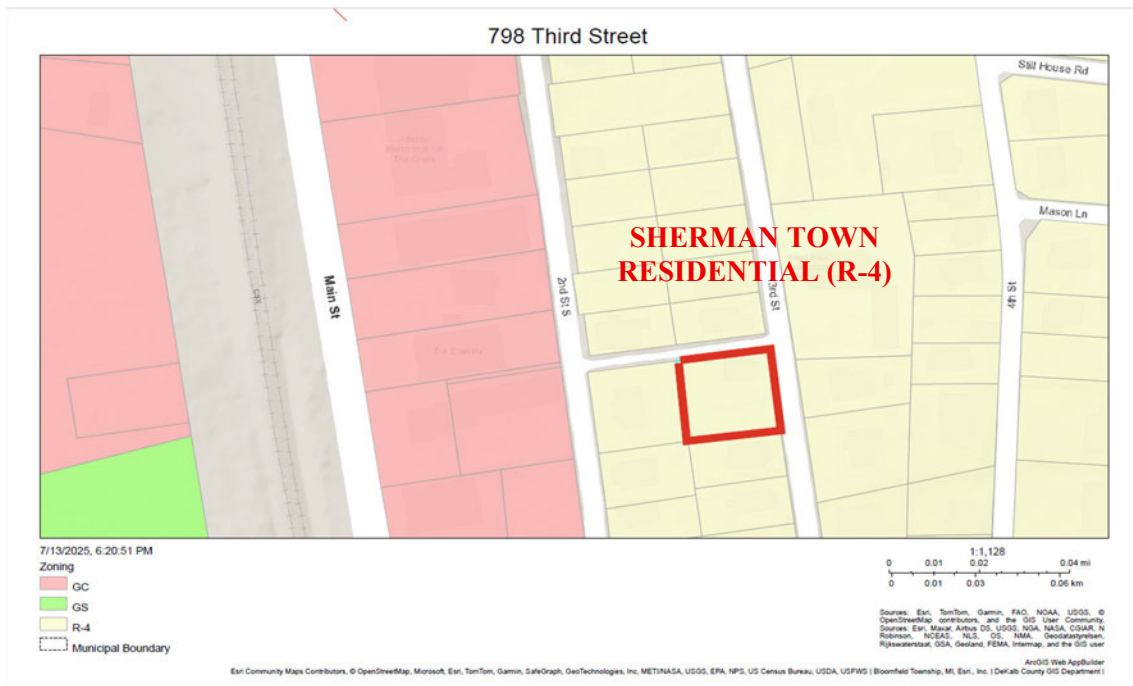 798 Third Street
Still House Rd
Mason Ln
SHERMAN TOWN
RESIDENTIAL (R-4)
Main St
2nd St S
3rd St
4th St
CSX
7/13/2025, 6:20:51 PM
Zoning
GC
GS
R-4
Municipal Boundary
1:1,128
0 0.01 0.02 0.04 mi
0 0.01 0.03 0.06 km
Sources: Esri, TomTom, Garmin, FAO, NOAA, USGS, ©
OpenStreetMap contributors, and the GIS User Community,
Sources: Esri, Maxar, Airbus DS, USGS, NGA, NASA, CGIAR, N
Robinson, NCEAS, NLS, OS, NMA, Geodatastyrelsen,
Rijkswaterstaat, GSA, Geoland, FEMA, Intermap, and the GIS user
ArcGIS Web AppBuilder
Esri Community Maps Contributors, © OpenStreetMap, Microsoft, Esri, TomTom, Garmin, SafeGraph, GeoTechnologies, Inc, METI/NASA, USGS, EPA, NPS, US Census Bureau, USDA, USFWS | Bloomfield Township, MI, Esri, Inc. | DeKalb County GIS Department |